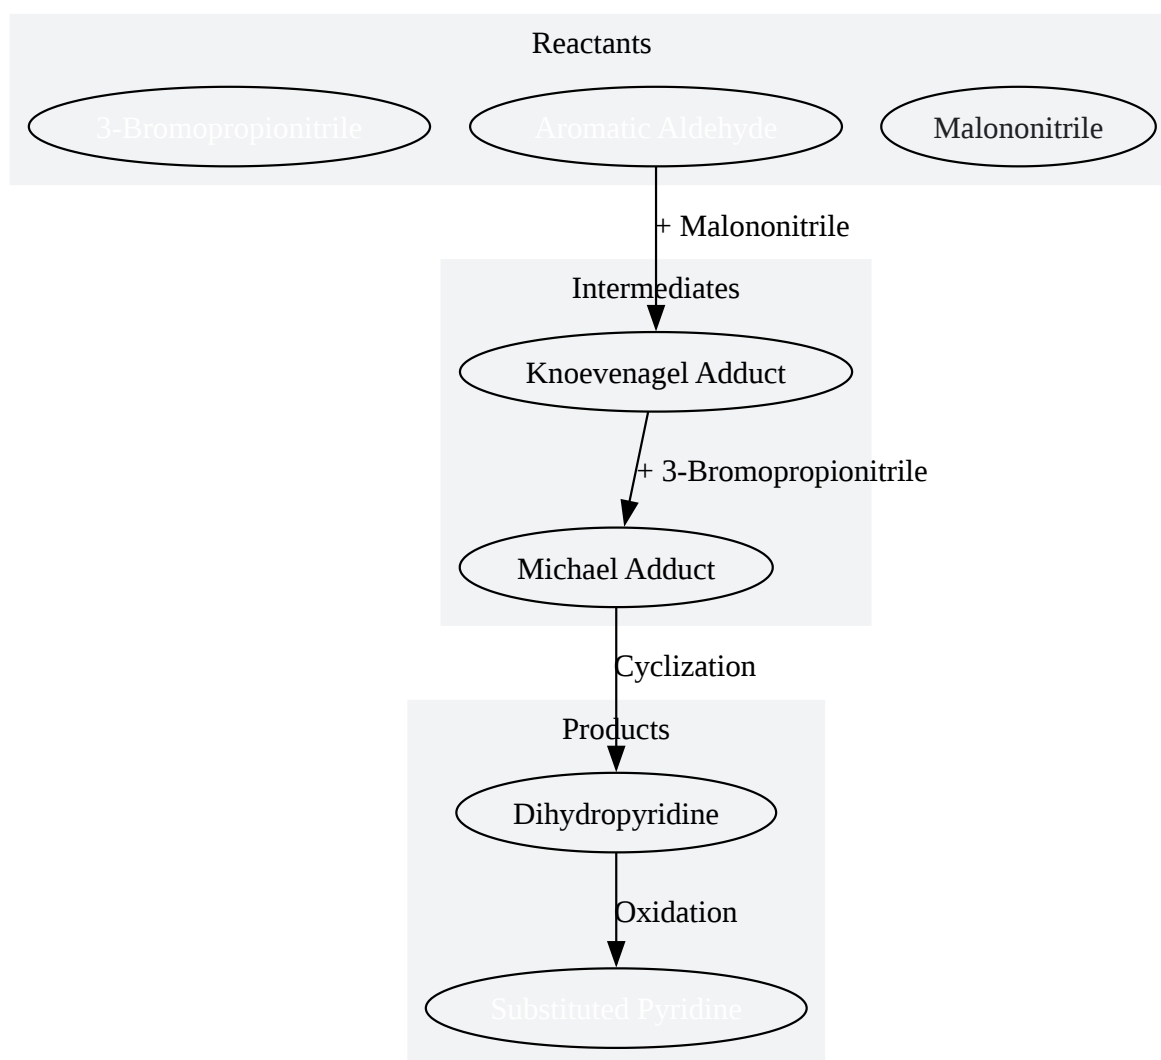 Reactants
3-Bromopropionitrile
Aromatic Aldehyde
Malononitrile
+ Malononitrile
Intermediates
Knoevenagel Adduct
+ 3-Bromopropionitrile
Michael Adduct
Cyclization
Products
Dihydropyridine
Oxidation
Substituted Pyridine